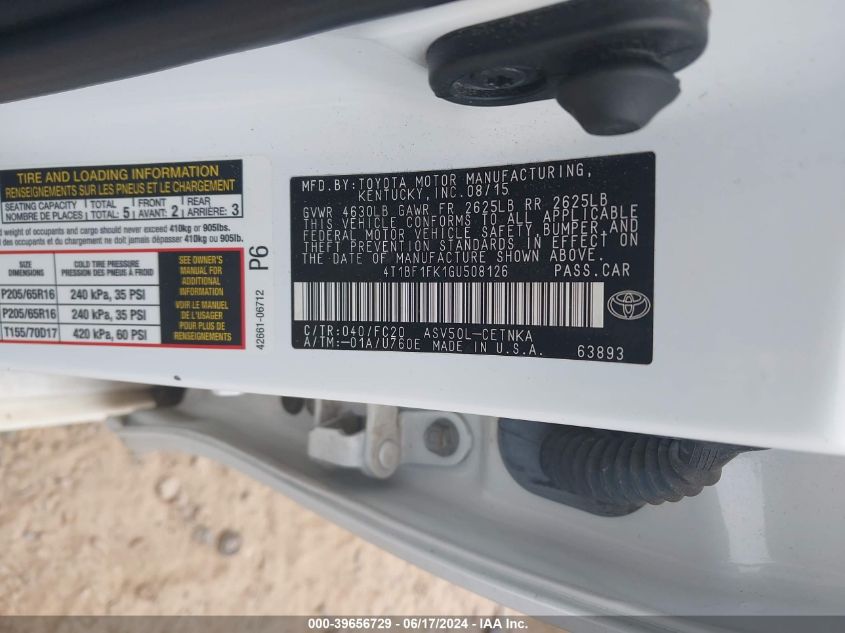 TIRE AND LOADING INFORMATION
RENSEIGNEMENTS SUR LES PNEUS ET LE CHARGEMENT
SEATING CAPACITY TOTAL FRONT REAR
NOMBRE DE PLACES TOTAL: 5 AVANT: 2 ARRIÈRE: 3
d weight of occupants and cargo should never exceed 410kg or 905lbs.
et du chargement ne doit jamais dépasser 410kg ou 905lb.
SIZE COLD TIRE PRESSURE
DIMENSIONS PRESSION DES PNEUS À FROID
P205/65R16 240 kPa, 35 PSI
P205/65R16 240 kPa, 35 PSI
T155/70D17 420 kPa, 60 PSI
SEE OWNER'S
MANUAL FOR
ADDITIONAL
INFORMATION
VOIR LE MANUEL
DE L'USAGER
POUR PLUS DE
RENSEIGNEMENTS
P6
42661-06712
MFD.BY:TOYOTA MOTOR MANUFACTURING,
KENTUCKY, INC.08/15
GVWR 4630LB GAWR FR 2625LB RR 2625LB
THIS VEHICLE CONFORMS TO ALL APPLICABLE
FEDERAL MOTOR VEHICLE SAFETY, BUMPER, AND
THEFT PREVENTION STANDARDS IN EFFECT ON
THE DATE OF MANUFACTURE SHOWN ABOVE.
4T1BF1FK1GU508126 PASS.CAR
C/TR:040/FC20 ASV50L-CETNKA
A/TM:-01A/U760E MADE IN U.S.A. 63893
000-39656729 - 06/17/2024 - IAA Inc.